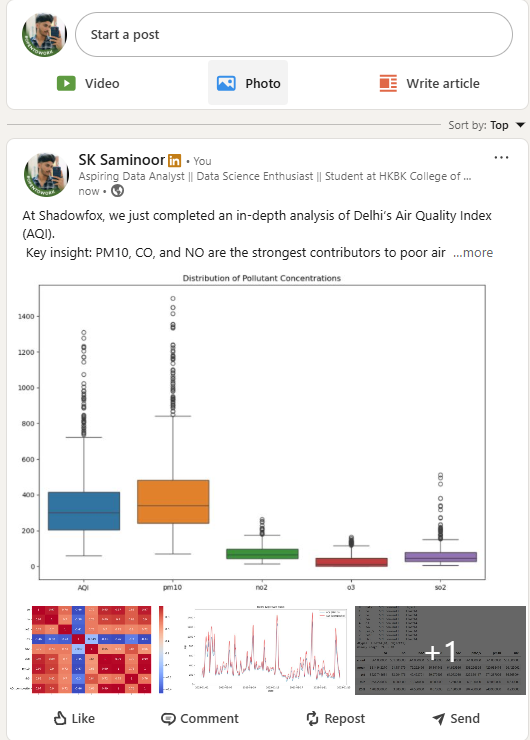 Start a post
Video
Photo
Write article
Sort by: Top
SK Saminoor in • You
Aspiring Data Analyst || Data Science Enthusiast || Student at HKBK College of ...
now •
At Shadowfox, we just completed an in-depth analysis of Delhi's Air Quality Index
(AQI).
Key insight: PM10, CO, and NO are the strongest contributors to poor air ...more
Distribution of Pollutant Concentrations
1400
1200
1000
800
600
400
200
0
AQI pm10 no2 o3 so2
+1
Like
Comment
Repost
Send